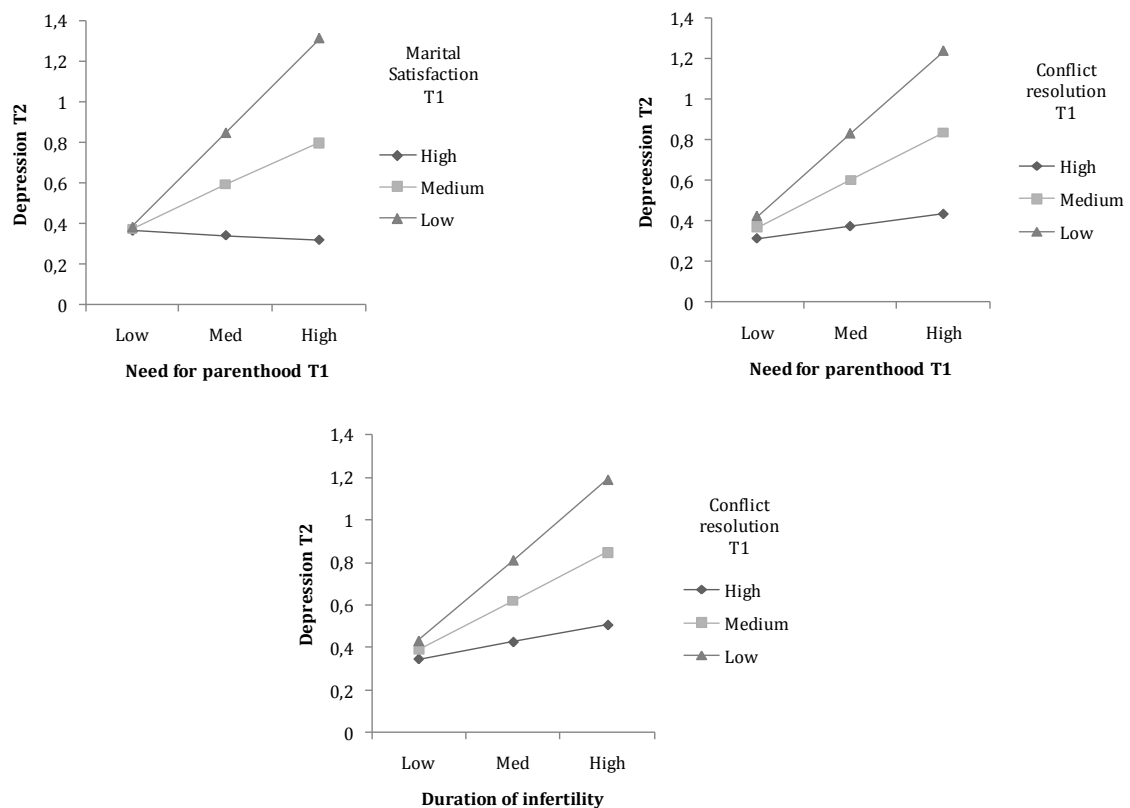 1,4
1,2
1
0,8
0,6
0,4
0,2
0
Depression T2
Low Med High
Need for parenthood T1
Marital
Satisfaction
T1
High
Medium
Low
1,4
1,2
1
0,8
0,6
0,4
0,2
0
Depreession T2
Low Med High
Need for parenthood T1
Conflict
resolution
T1
High
Medium
Low
1,4
1,2
1
0,8
0,6
0,4
0,2
0
Depression T2
Low Med High
Duration of infertility
Conflict
resolution
T1
High
Medium
Low